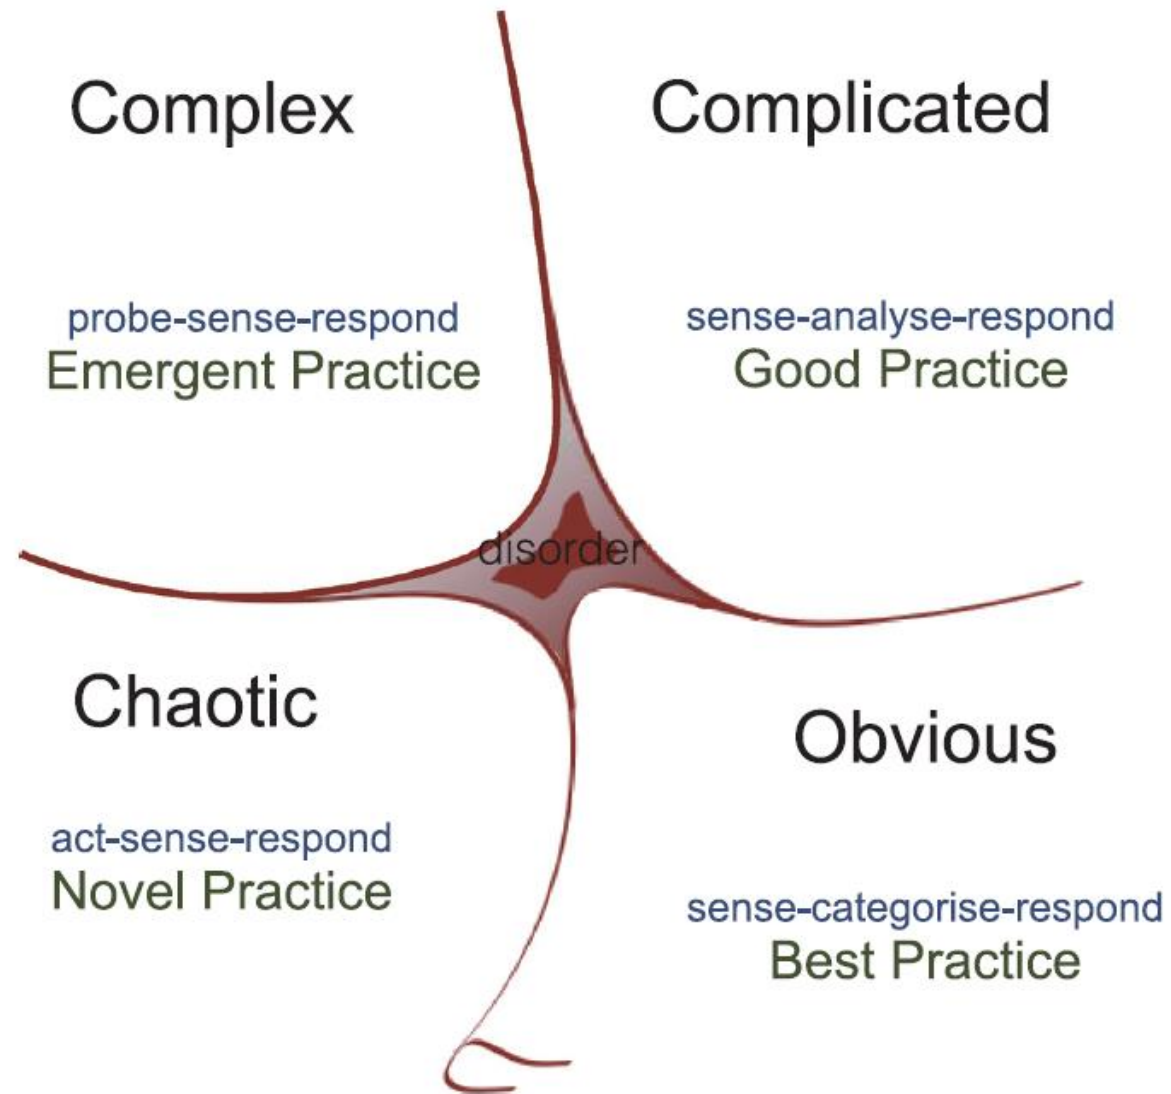 Complex
Complicated
probe-sense-respond
Emergent Practice
sense-analyse-respond
Good Practice
disorder
Chaotic
Obvious
act-sense-respond
Novel Practice
sense-categorise-respond
Best Practice